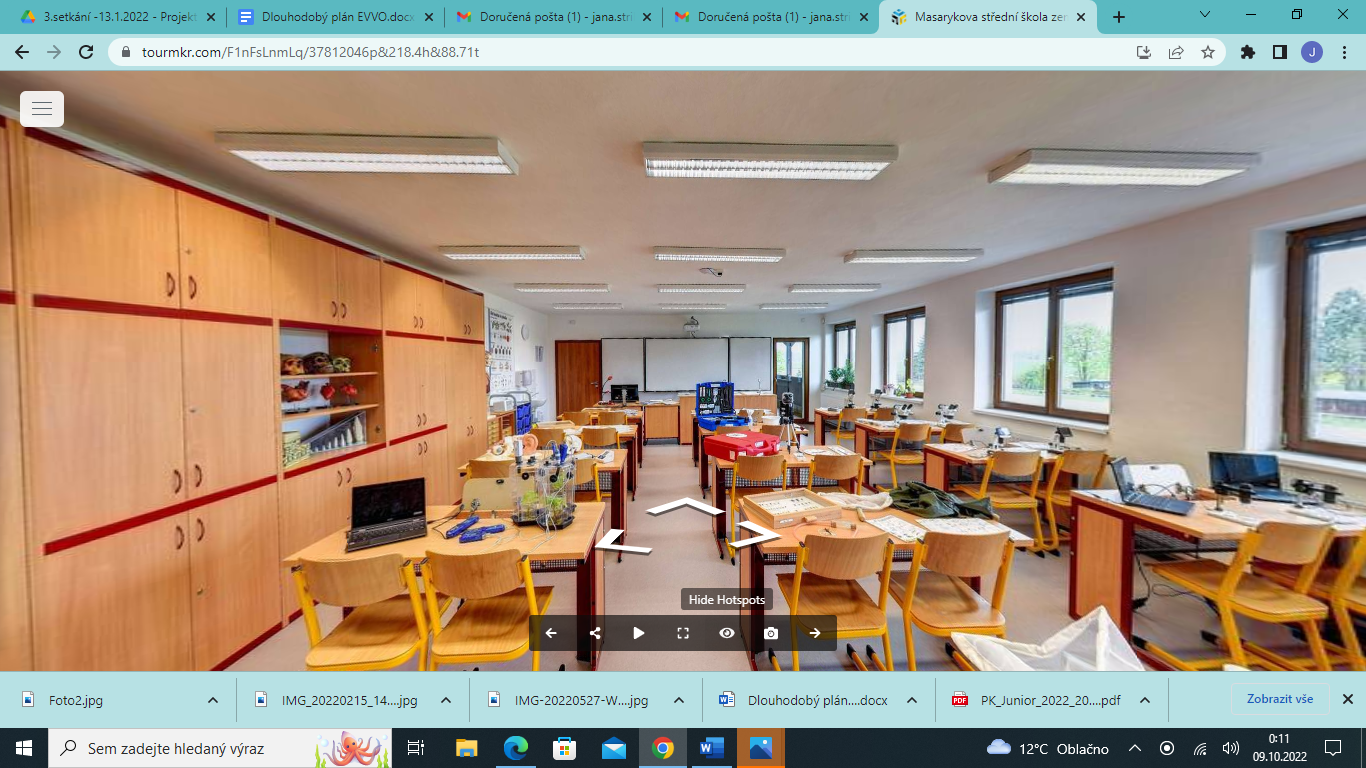 3.setkání -13.1.2022 - Projekt
Dlouhodobý plán EVVO.docx
Doručená pošta (1) - jana.stri
Doručená pošta (1) - jana.stri
Masarykova střední škola zem
tourmkr.com/F1nFsLnmLq/37812046p&218.4h&88.71t
J
Hide Hotspots
Foto2.jpg
IMG_20220215_14....jpg
IMG-20220527-W....jpg
Dlouhodobý plán....docx
PK_Junior_2022_20....pdf
Zobrazit vše
Sem zadejte hledaný výraz
12°C Oblačno
0:11
09.10.2022